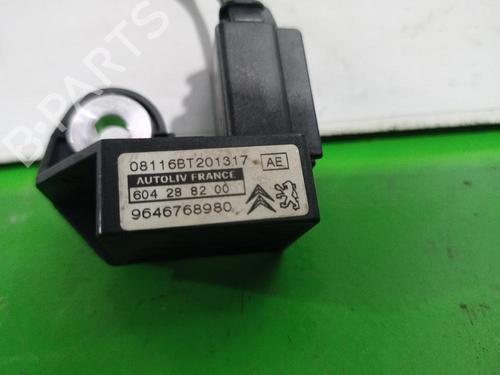 B-PARTS
08116BT201317 AE
AUTOLIV FRANCE
604 28 82 00
9646768980